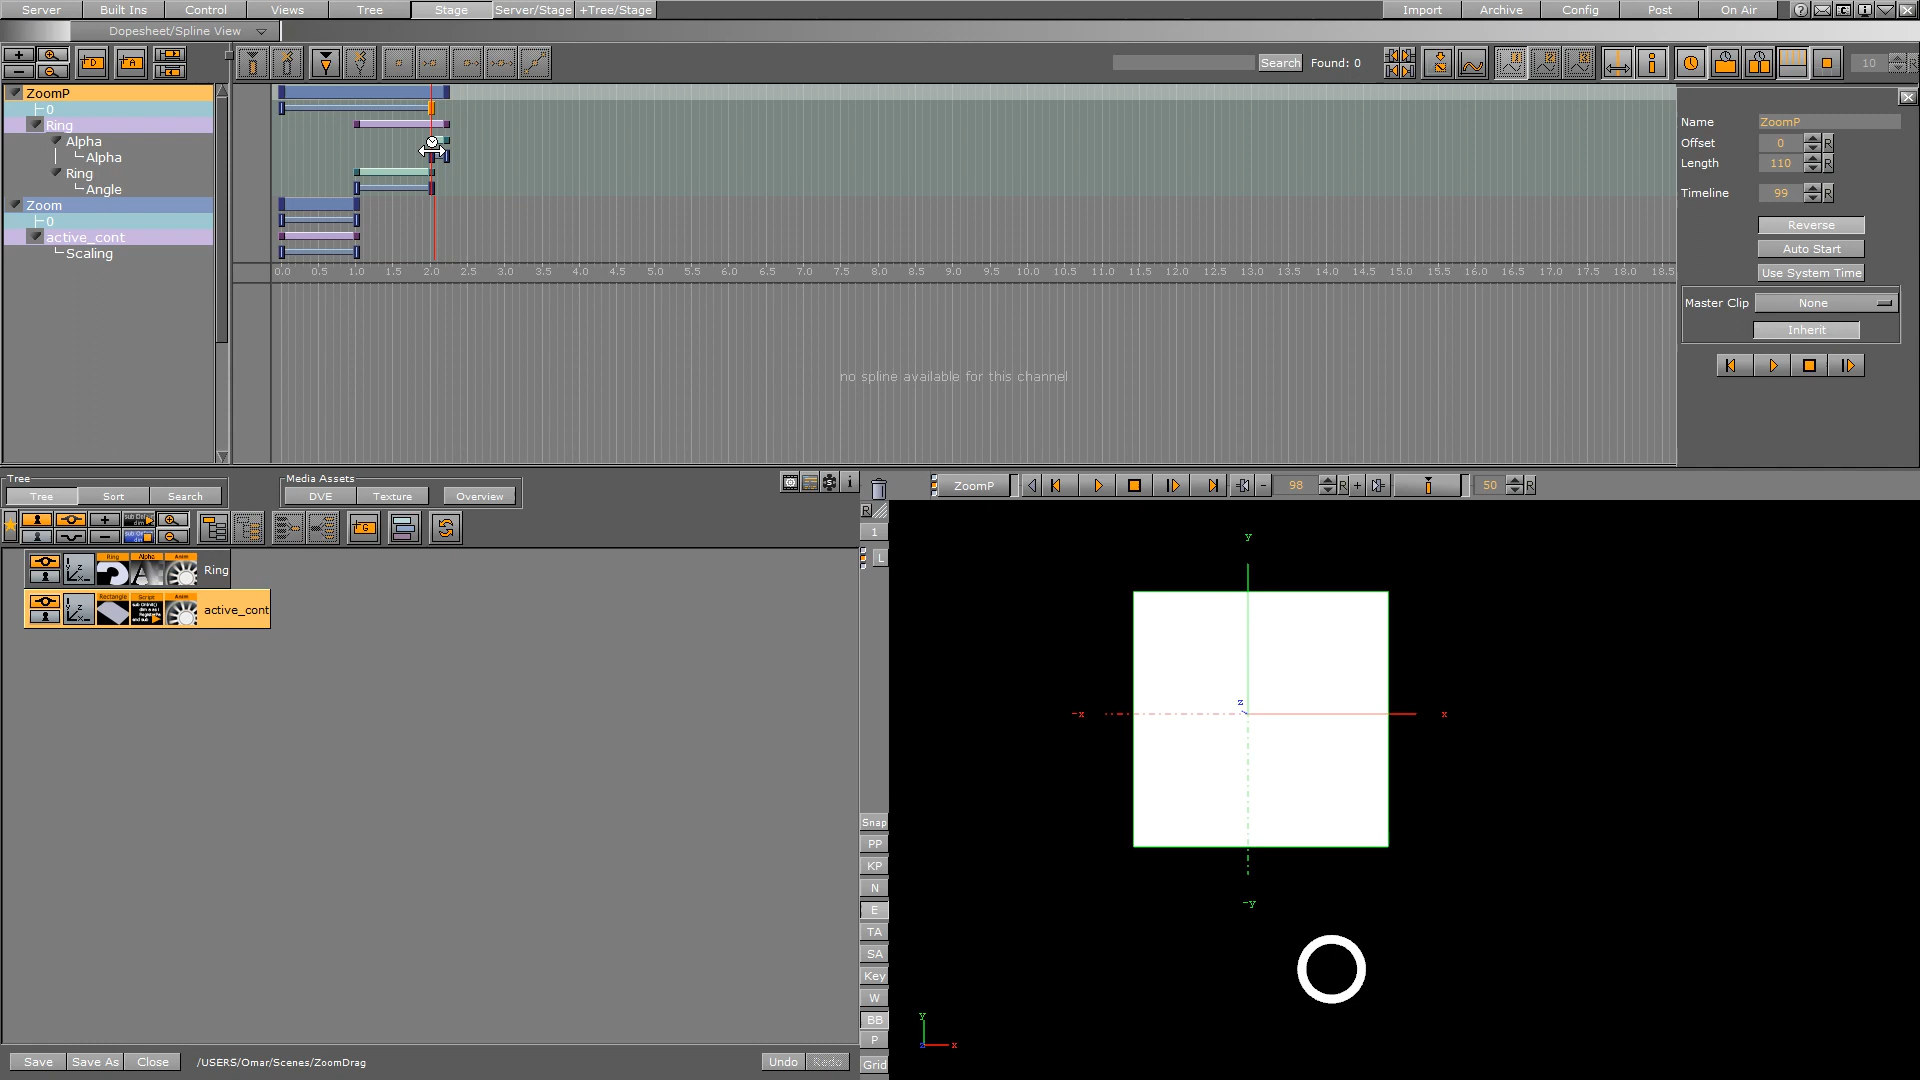 Server Built Ins Control Views Tree Stage Server/Stage +Tree/Stage Import Archive Config Post On Air
Dopesheet/Spline View
Search Found: 0 10 R
ZoomP
0
Ring
Alpha
Alpha
Ring
Angle
Zoom
0
active_cont
Scaling
0.0 0.5 1.0 1.5 2.0 2.5 3.0 3.5 4.0 4.5 5.0 5.5 6.0 6.5 7.0 7.5 8.0 8.5 9.0 9.5 10.0 10.5 11.0 11.5 12.0 12.5 13.0 13.5 14.0 14.5 15.0 15.5 16.0 16.5 17.0 17.5 18.0 18.5
no spline available for this channel
Name ZoomP
Offset 0 R
Length 110 R
Timeline 99 R
Reverse
Auto Start
Use System Time
Master Clip None
Inherit
Tree
Tree Sort Search
Media Assets
DVE Texture Overview
ZoomP 98 R 50 R
R
1
L
Ring Alpha Anim Ring
Rectangle Script Anim active_cont
Snap
PP
KP
N
E
TA
SA
Key
W
BB
P
Grid
y
z
-x x
-y
y
z x
Save Save As Close /USERS/Omar/Scenes/ZoomDrag Undo Redo